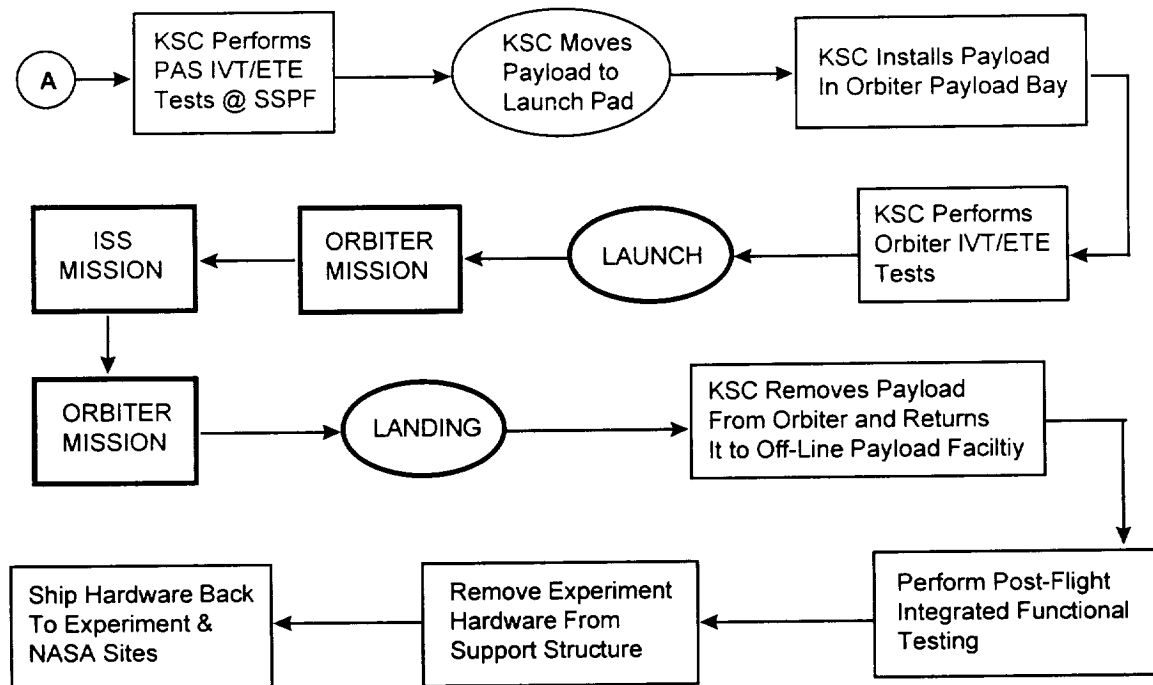 A
KSC Performs
PAS IVT/ETE
Tests @ SSPF
KSC Moves
Payload to
Launch Pad
KSC Installs Payload
In Orbiter Payload Bay
KSC Performs
Orbiter IVT/ETE
Tests
LAUNCH
ORBITER
MISSION
ISS
MISSION
ORBITER
MISSION
LANDING
KSC Removes Payload
From Orbiter and Returns
It to Off-Line Payload Faciltiy
Perform Post-Flight
Integrated Functional
Testing
Remove Experiment
Hardware From
Support Structure
Ship Hardware Back
To Experiment &
NASA Sites